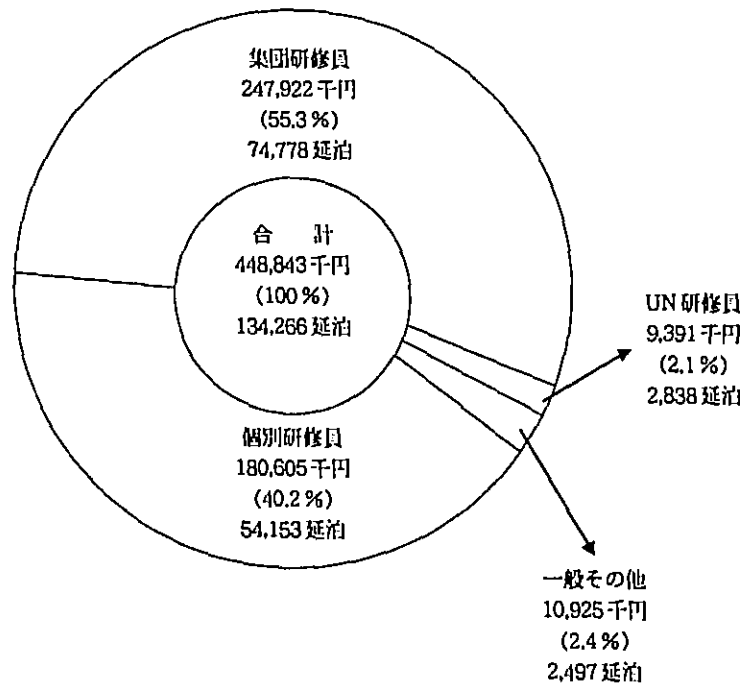 集団研修員
247,922千円
(55.3%)
74,778延泊
合 計
448,843千円
(100%)
134,266延泊
UN研修員
9,391千円
(2.1%)
2,838延泊
個別研修員
180,605千円
(40.2%)
54,153延泊
一般その他
10,925千円
(2.4%)
2,497延泊